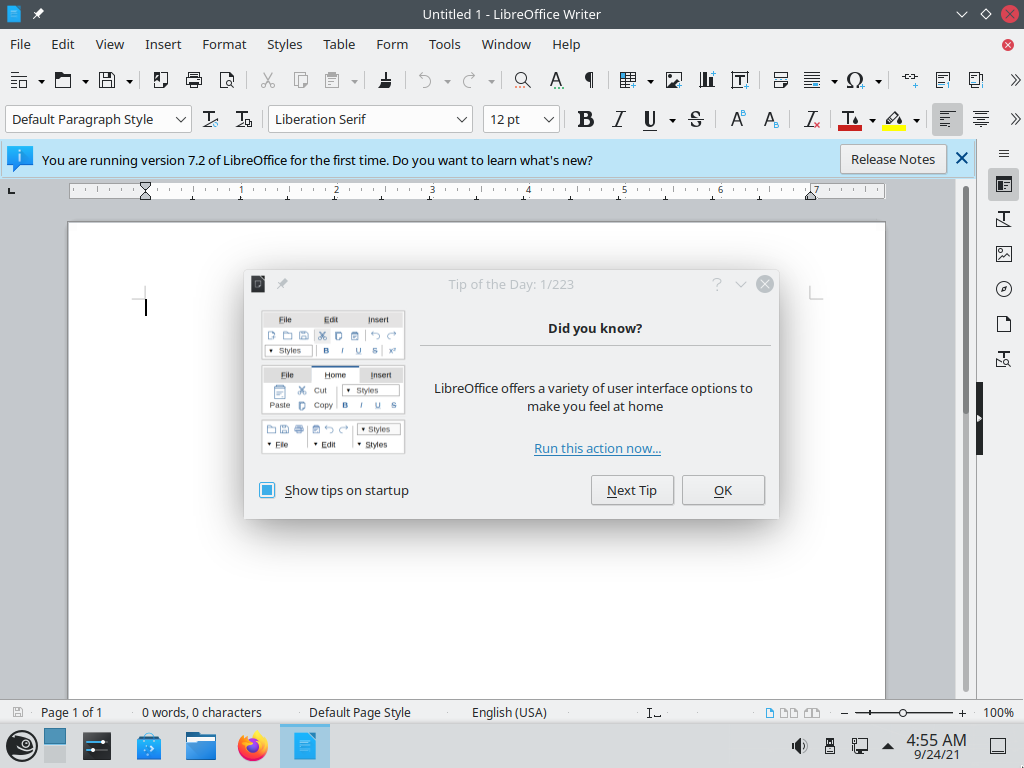 Untitled 1 - LibreOffice Writer
File Edit View Insert Format Styles Table Form Tools Window Help
Default Paragraph Style Liberation Serif 12 pt
You are running version 7.2 of LibreOffice for the first time. Do you want to learn what's new? Release Notes
1 2 3 4 5 6 7
Tip of the Day: 1/223
File Edit Insert
Styles B I U S x²
File Home Insert
Cut Styles
Paste Copy B I U S
Styles
File Edit Styles
Did you know?
LibreOffice offers a variety of user interface options to
make you feel at home
Run this action now...
Show tips on startup Next Tip OK
Page 1 of 1 0 words, 0 characters Default Page Style English (USA) 100%
4:55 AM
9/24/21